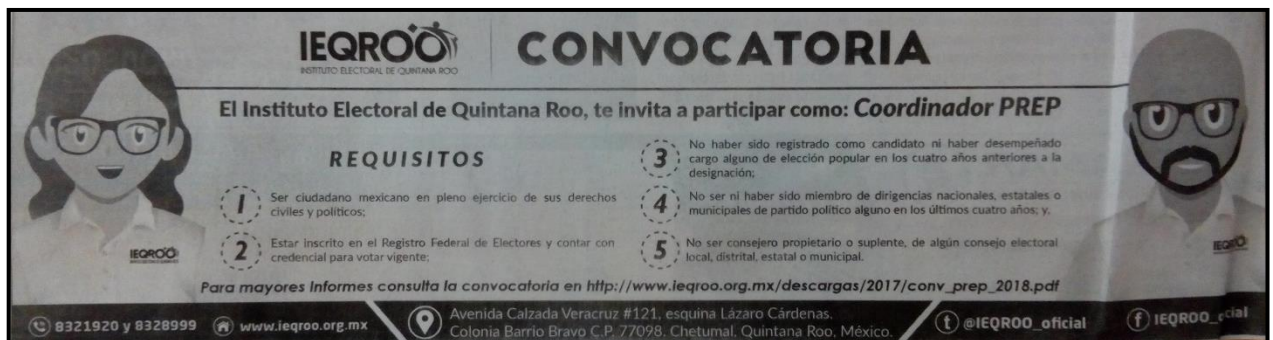 IEQROO
INSTITUTO ELECTORAL DE QUINTANA ROO
CONVOCATORIA
El Instituto Electoral de Quintana Roo, te invita a participar como: Coordinador PREP
REQUISITOS
1 Ser ciudadano mexicano en pleno ejercicio de sus derechos
civiles y políticos;
2 Estar inscrito en el Registro Federal de Electores y contar con
credencial para votar vigente;
3 No haber sido registrado como candidato ni haber desempeñado
cargo alguno de elección popular en los cuatro años anteriores a la
designación;
4 No ser ni haber sido miembro de dirigencias nacionales, estatales o
municipales de partido político alguno en los últimos cuatro años; y,
5 No ser consejero propietario o suplente, de algún consejo electoral
local, distrital, estatal o municipal.
IEQROO
IEQROO
Para mayores Informes consulta la convocatoria en http://www.ieqroo.org.mx/descargas/2017/conv_prep_2018.pdf
8321920 y 8328999
www.ieqroo.org.mx
Avenida Calzada Veracruz #121, esquina Lázaro Cárdenas.
Colonia Barrio Bravo C.P. 77098. Chetumal, Quintana Roo, México.
@IEQROO_oficial
IEQROO_oficial